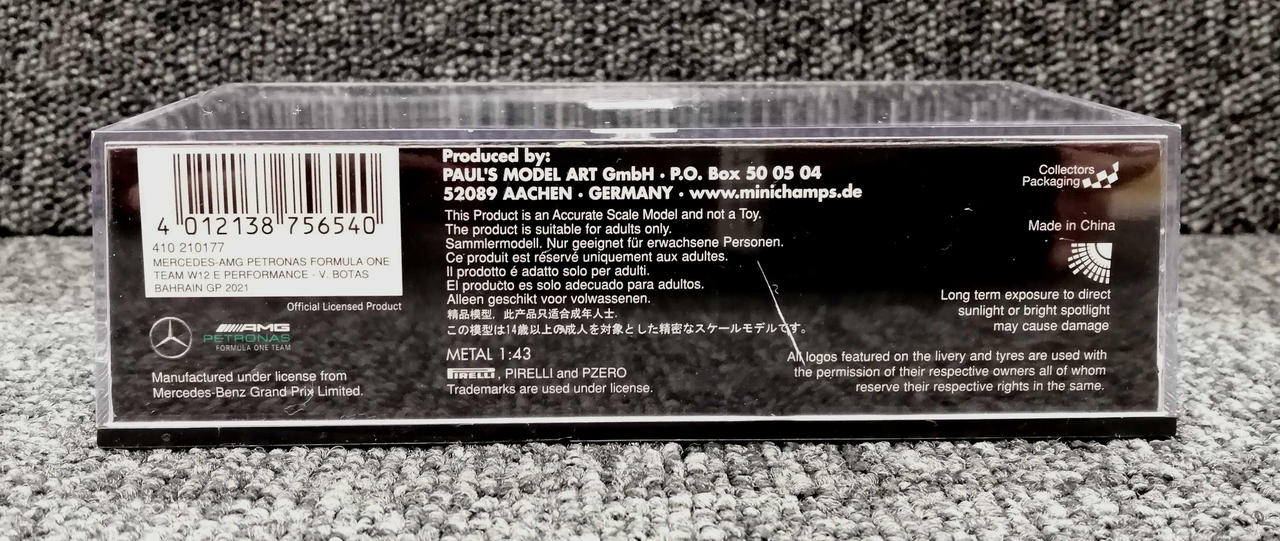 4 012138 756540
410 210177
MERCEDES-AMG PETRONAS FORMULA ONE
TEAM W12 E PERFORMANCE - V. BOTAS
BAHRAIN GP 2021
Official Licensed Product
AMG
PETRONAS
FORMULA ONE TEAM
Manufactured under license from
Mercedes-Benz Grand Prix Limited.
Produced by:
PAUL'S MODEL ART GmbH · P.O. Box 50 05 04
52089 AACHEN · GERMANY · www.minichamps.de
This Product is an Accurate Scale Model and not a Toy.
The product is suitable for adults only.
Sammlermodell. Nur geeignet für erwachsene Personen.
Ce produit est réservé uniquement aux adultes.
Il prodotto é adatto solo per adulti.
El producto es solo adecuado para adultos.
Alleen geschikt voor volwassenen.
精品模型，此产品只适合成年人士.
この模型は14歳以上の成人を対象とした精密なスケールモデルです。
METAL 1:43
PIRELLI, PIRELLI and PZERO
Trademarks are used under license.
Collectors
Packaging
Made in China
Long term exposure to direct
sunlight or bright spotlight
may cause damage
All logos featured on the livery and tyres are used with
the permission of their respective owners all of whom
reserve their respective rights in the same.